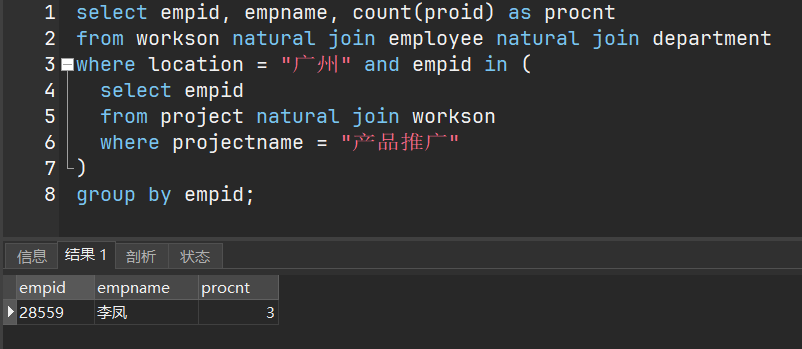 1 select empid, empname, count(proid) as procnt
2 from workson natural join employee natural join department
3 where location = "广州" and empid in (
4 select empid
5 from project natural join workson
6 where projectname = "产品推广"
7 )
8 group by empid;
信息 结果 1 剖析 状态
empid empname procnt
28559 李凤 3